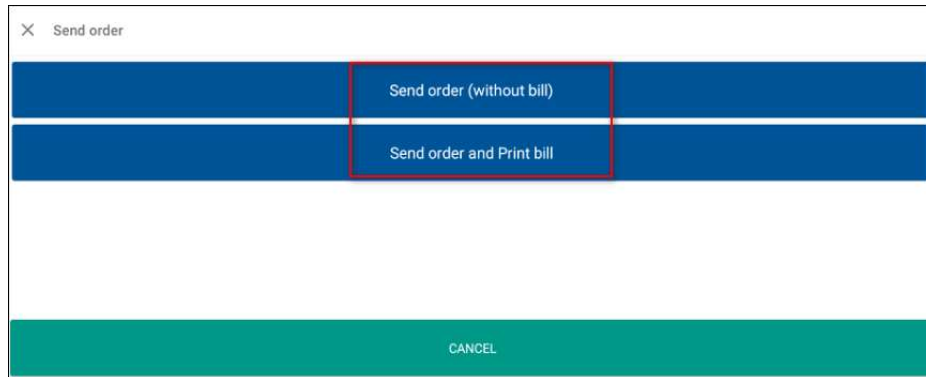 Send order
Send order (without bill)
Send order and Print bill
CANCEL